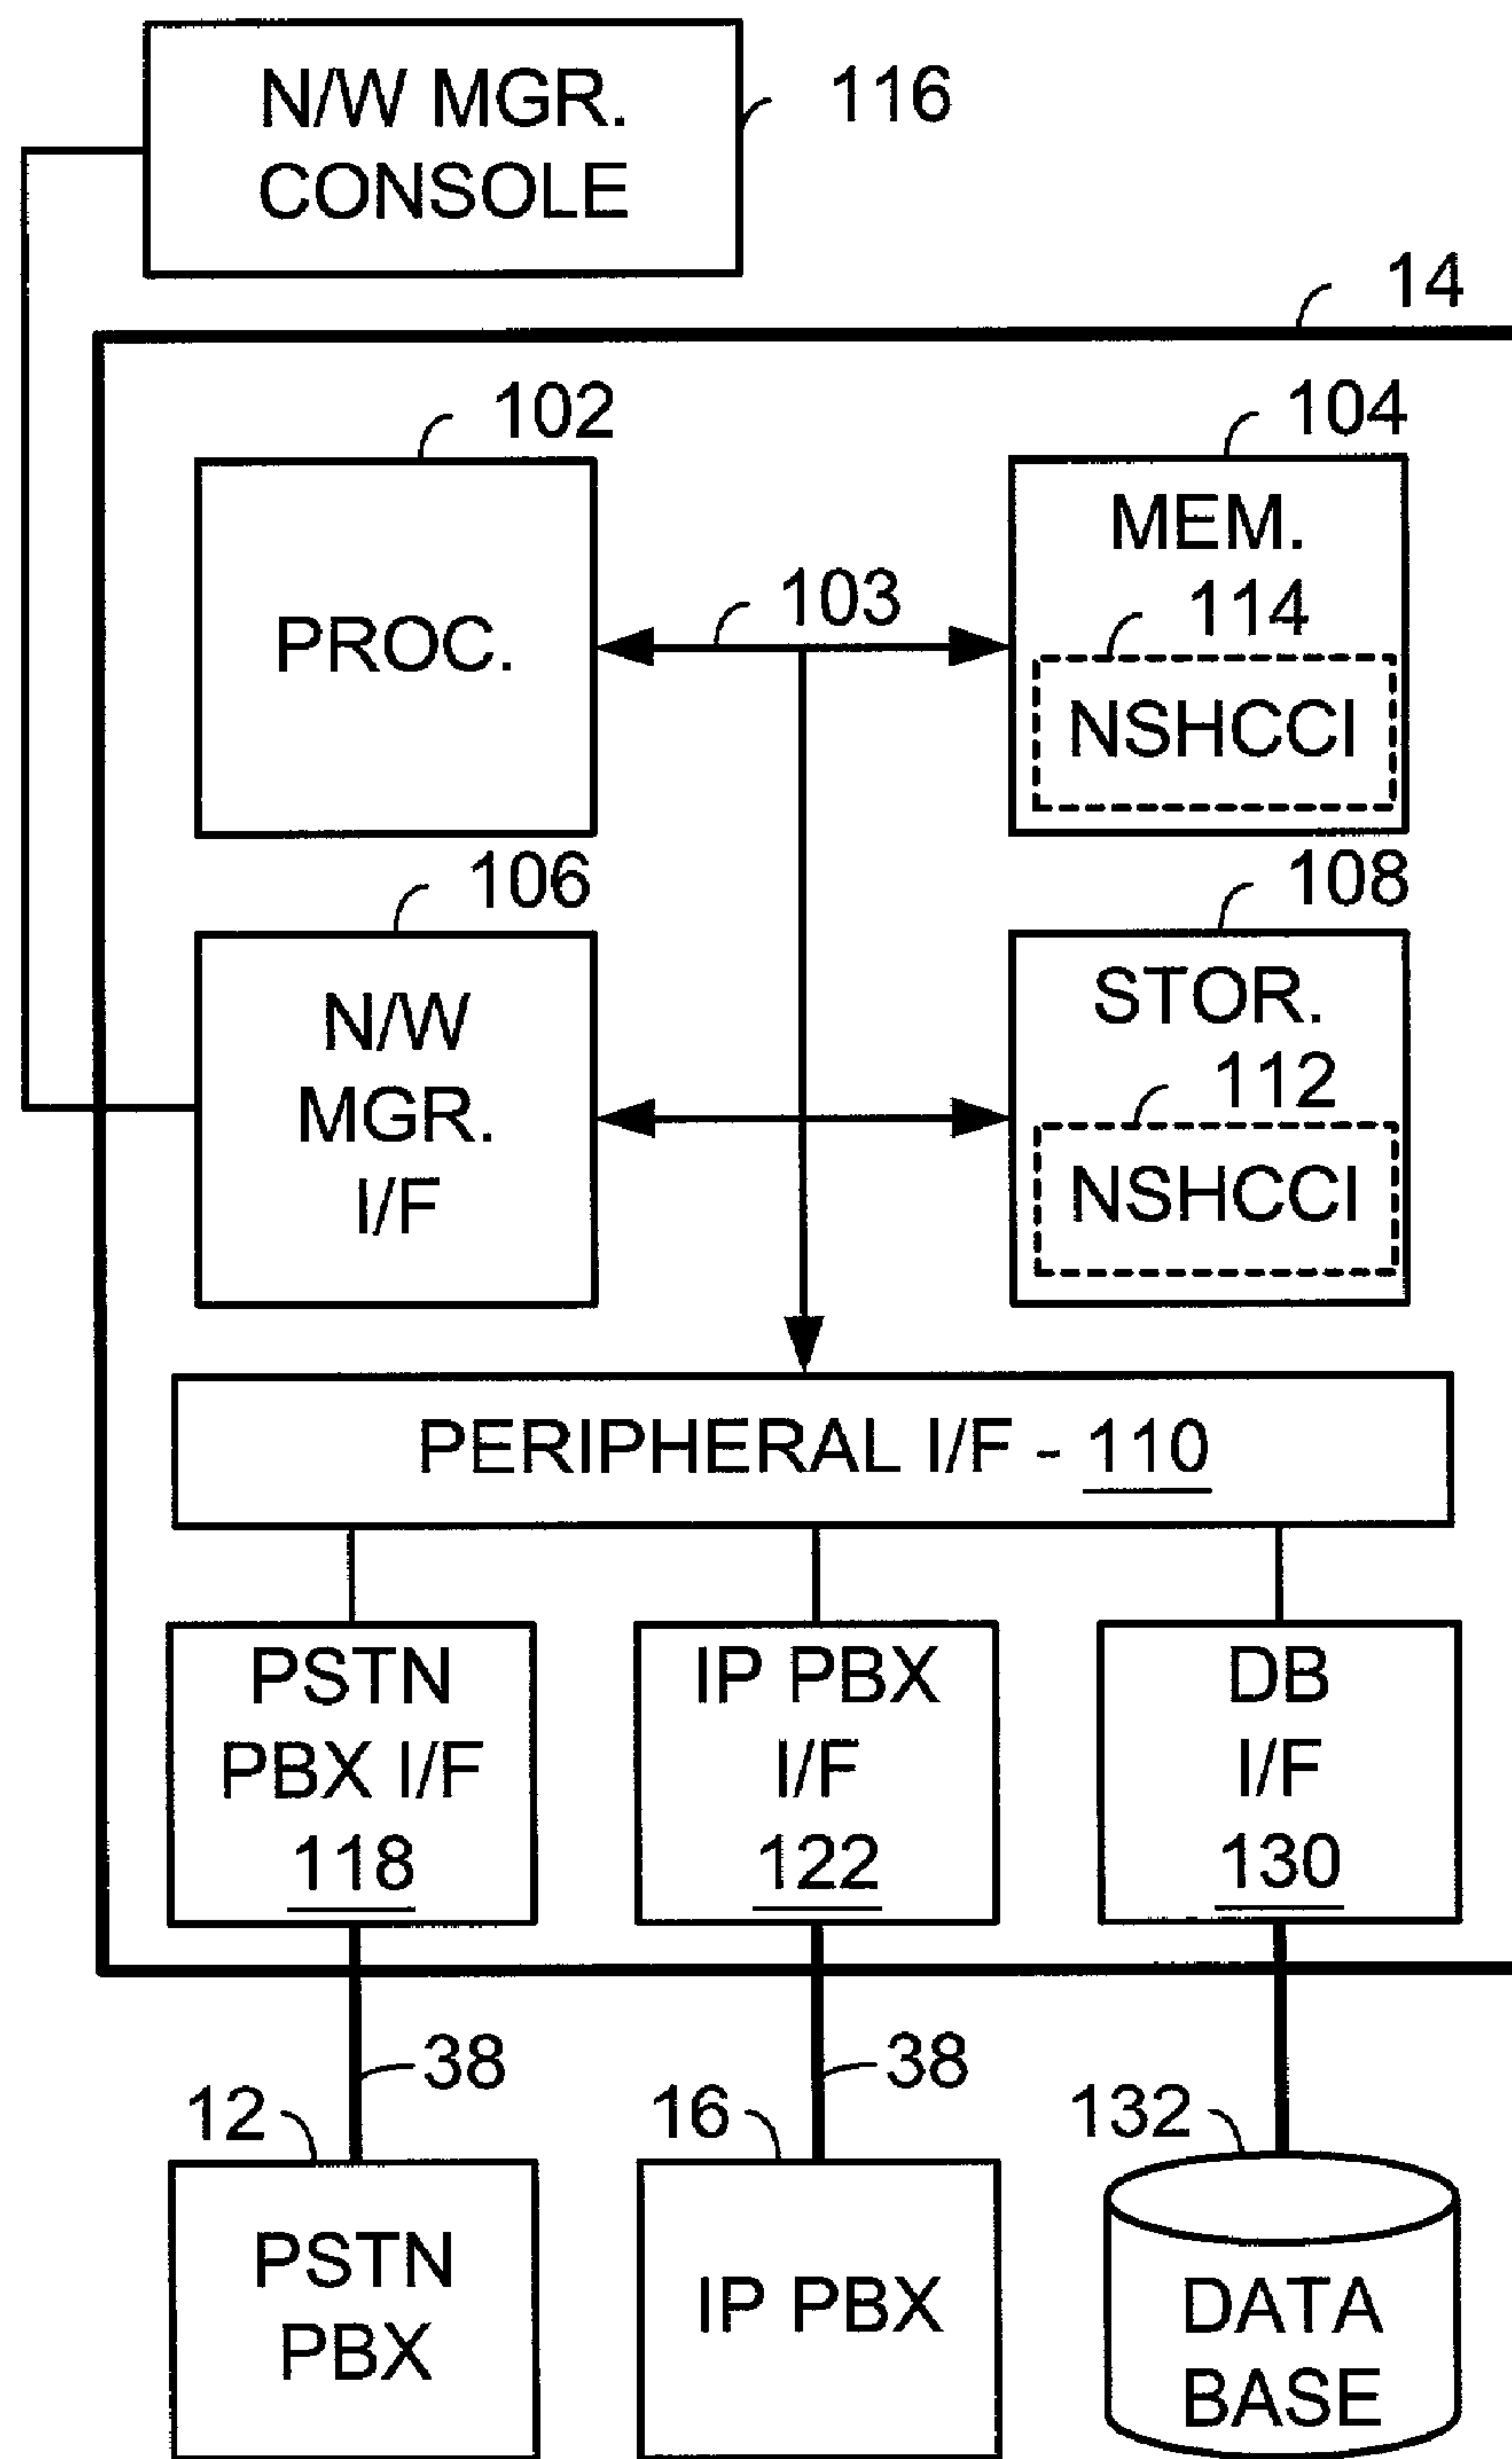 N/W MGR.
CONSOLE
116
14
102
104
PROC.
103
MEM.
114
NSHCCI
106
108
N/W
MGR.
I/F
STOR.
112
NSHCCI
PERIPHERAL I/F - 110
PSTN
PBX I/F
118
IP PBX
I/F
122
DB
I/F
130
38
38
12
16
132
PSTN
PBX
IP PBX
DATA
BASE